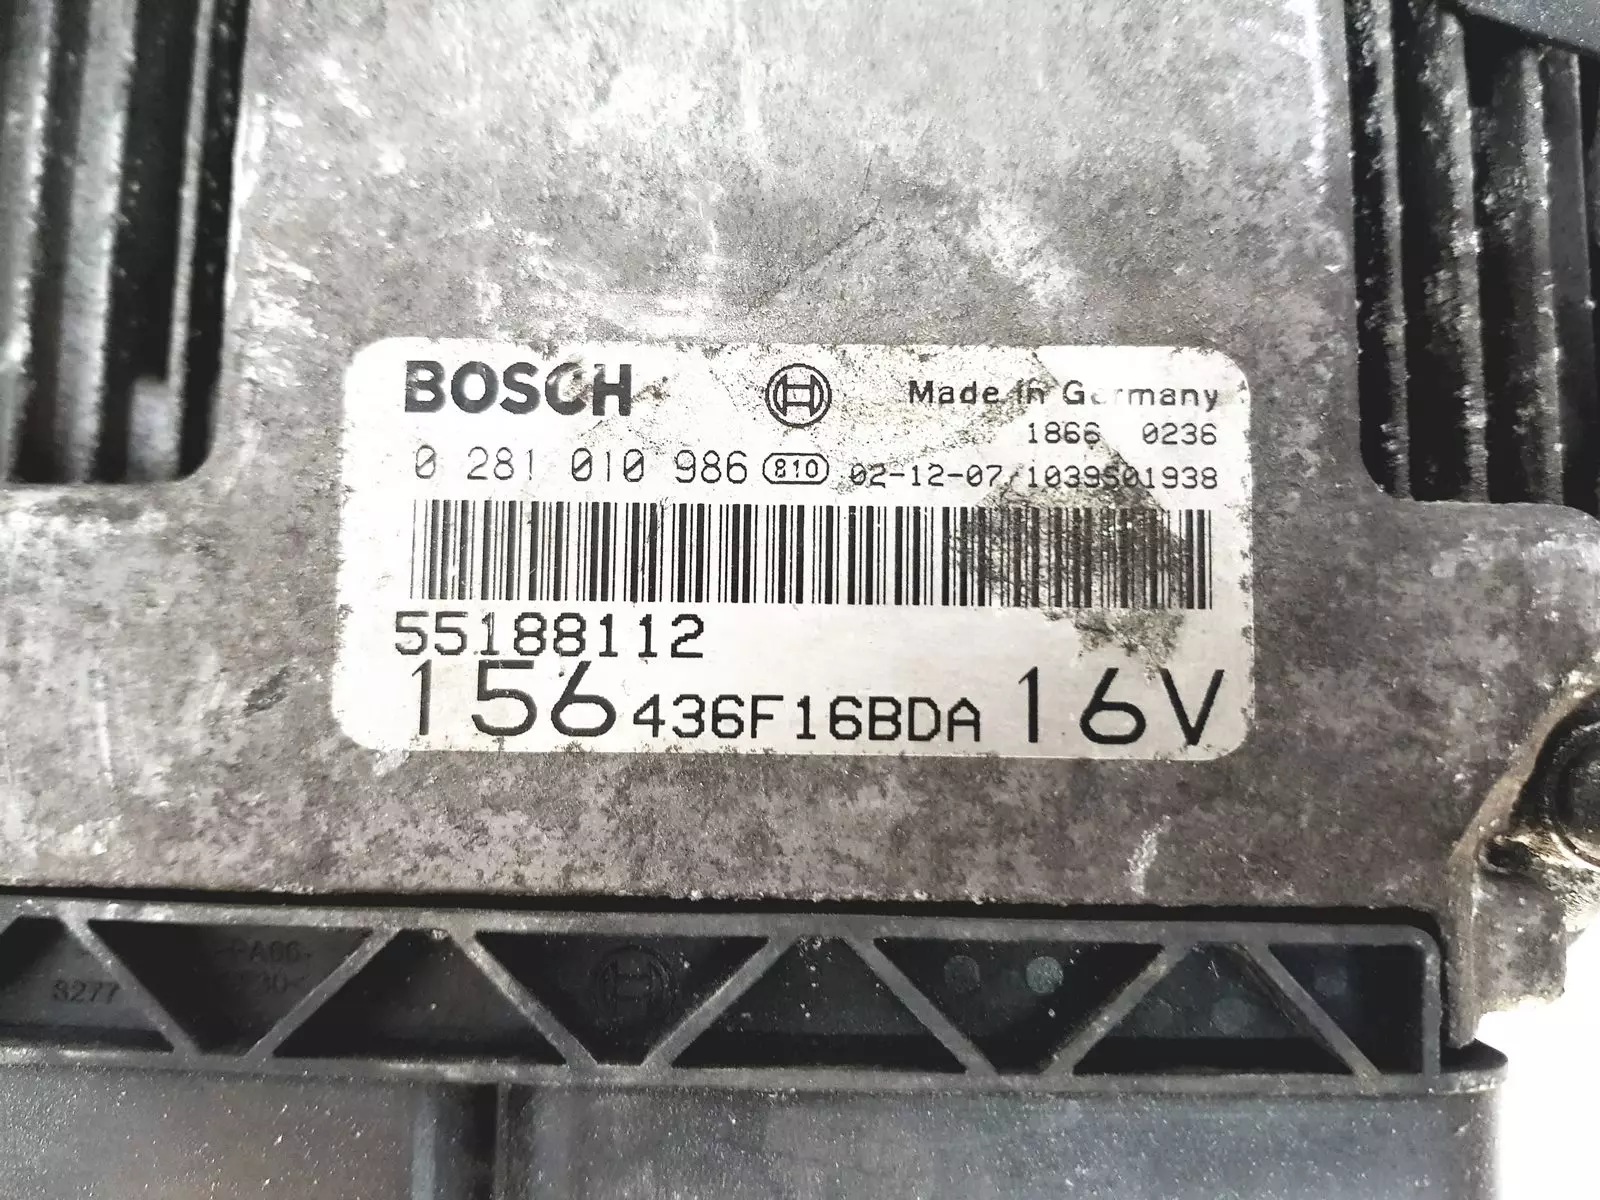 BOSCH
Made in Germany
1866 0236
0 281 010 986 810 02-12-07/1039S01938
55188112
156 436F16BDA 16V
3277